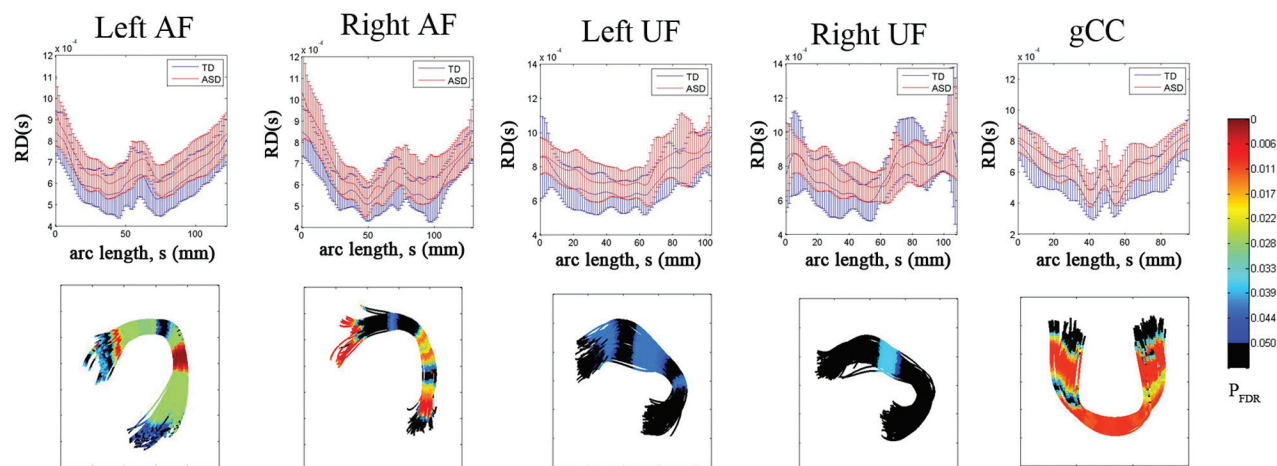 Left AF
Right AF
Left UF
Right UF
gCC
x 10⁻⁴
12
11
10
9
8
7
6
5
4
0
50
100
RD(s)
TD
ASD
arc length, s (mm)
x 10⁻⁴
12
11
10
9
8
7
6
5
4
0
50
100
RD(s)
TD
ASD
arc length, s (mm)
x 10⁻⁴
14
12
10
8
6
4
0
20
40
60
80
100
RD(s)
TD
ASD
arc length, s (mm)
x 10⁻⁴
14
12
10
8
6
4
0
20
40
60
80
100
RD(s)
TD
ASD
arc length, s (mm)
x 10⁻⁴
14
12
10
8
6
4
2
0
20
40
60
80
RD(s)
TD
ASD
arc length, s (mm)
0
0.006
0.011
0.017
0.022
0.028
0.033
0.039
0.044
0.050
P_FDR